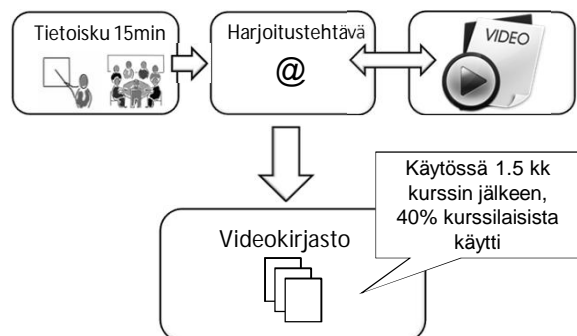 Tietoisku 15min
Harjoitustehtävä
@
VIDEO
Käytössä 1.5 kk
kurssin jälkeen,
40% kurssilaisista
käytti
Videokirjasto